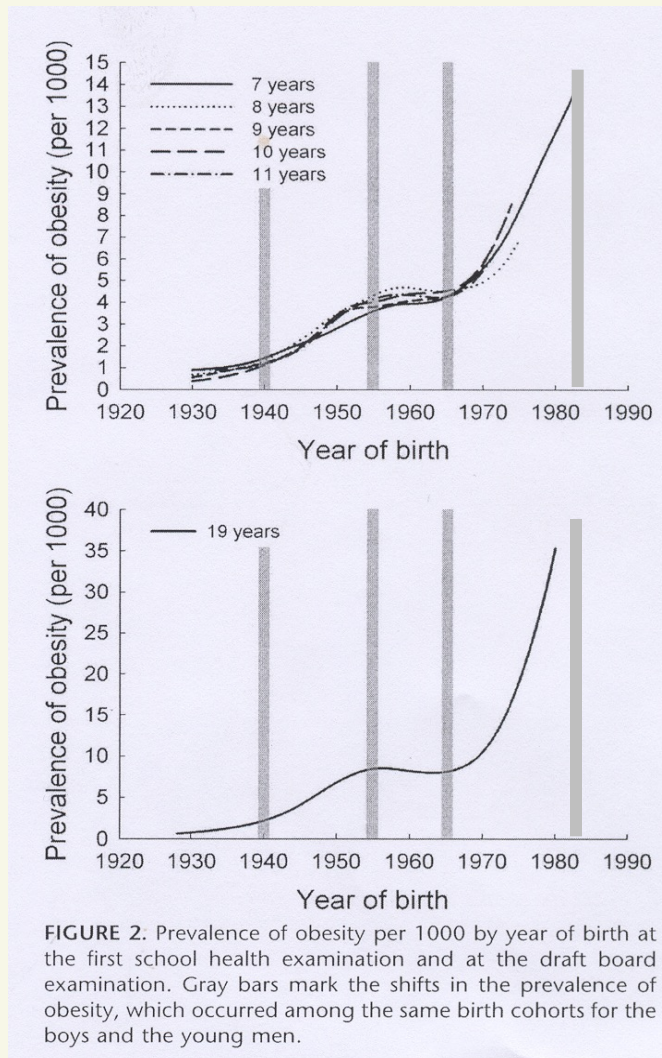 Prevalence of obesity (per 1000)
15
14
13
12
11
10
9
8
7
6
5
4
3
2
1
0
7 years
8 years
9 years
10 years
11 years
1920 1930 1940 1950 1960 1970 1980 1990
Year of birth
Prevalence of obesity (per 1000)
40
35
30
25
20
15
10
5
0
19 years
1920 1930 1940 1950 1960 1970 1980 1990
Year of birth
FIGURE 2. Prevalence of obesity per 1000 by year of birth at
the first school health examination and at the draft board
examination. Gray bars mark the shifts in the prevalence of
obesity, which occurred among the same birth cohorts for the
boys and the young men.